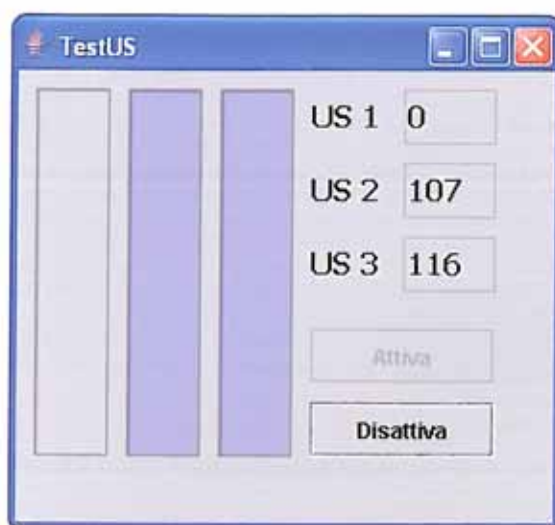 TestUS
US 1 0
US 2 107
US 3 116
Attiva
Disattiva